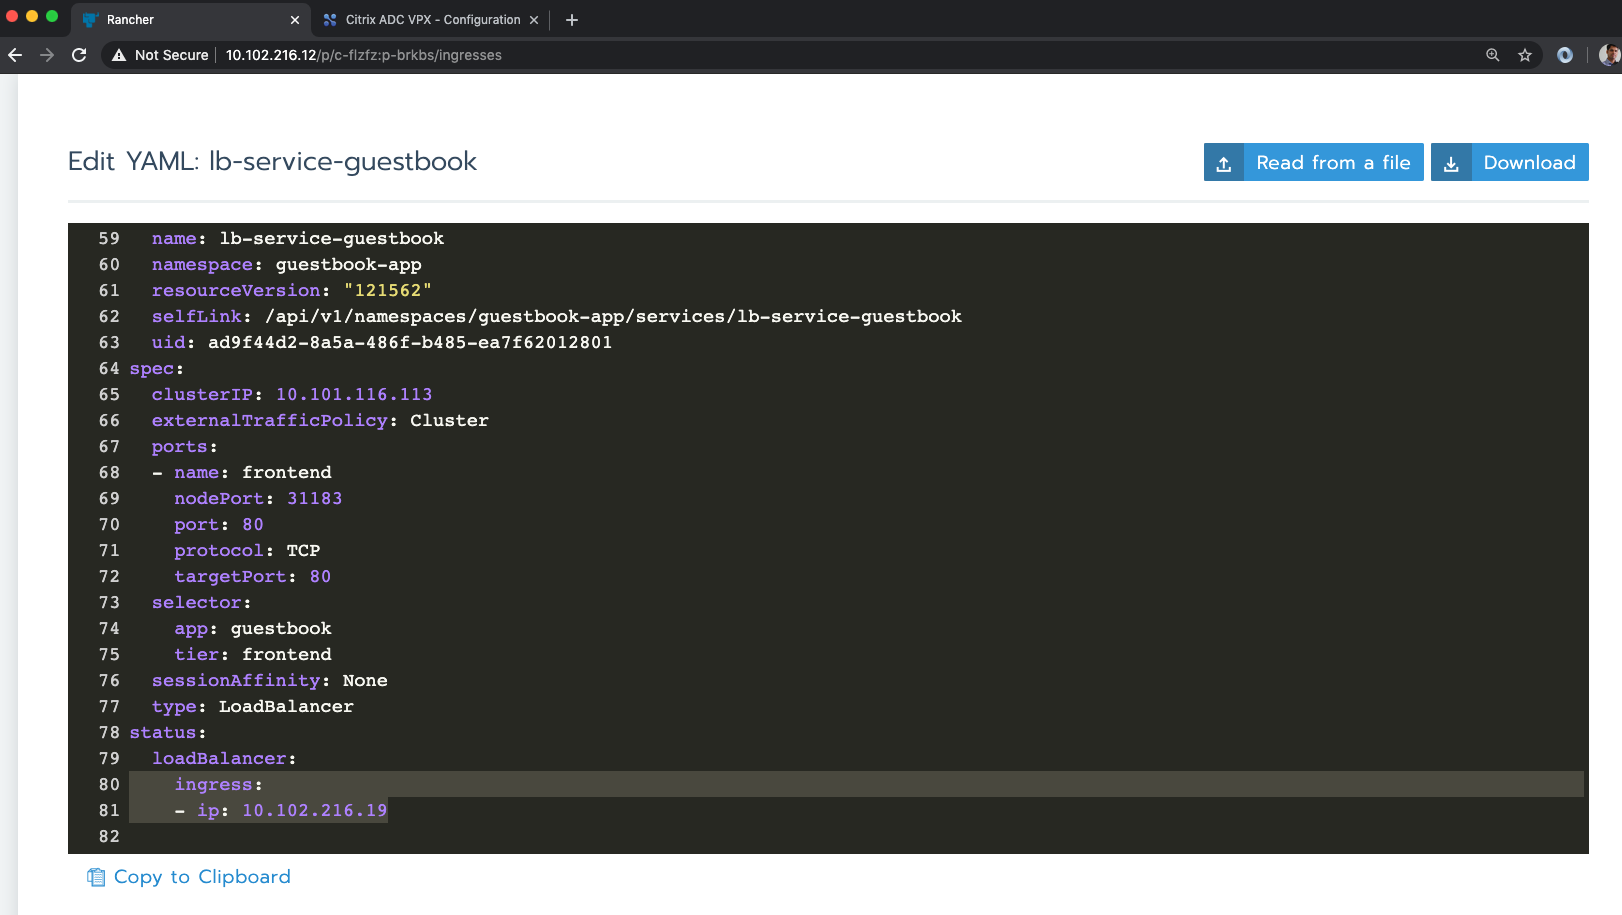 Rancher
Citrix ADC VPX - Configuration
Not Secure 10.102.216.12/p/c-flzfz:p-brkbs/ingresses
Edit YAML: lb-service-guestbook
Read from a file
Download
59 name: lb-service-guestbook
60 namespace: guestbook-app
61 resourceVersion: "121562"
62 selfLink: /api/v1/namespaces/guestbook-app/services/lb-service-guestbook
63 uid: ad9f44d2-8a5a-486f-b485-ea7f62012801
64 spec:
65 clusterIP: 10.101.116.113
66 externalTrafficPolicy: Cluster
67 ports:
68 - name: frontend
69 nodePort: 31183
70 port: 80
71 protocol: TCP
72 targetPort: 80
73 selector:
74 app: guestbook
75 tier: frontend
76 sessionAffinity: None
77 type: LoadBalancer
78 status:
79 loadBalancer:
80 ingress:
81 - ip: 10.102.216.19
82
Copy to Clipboard